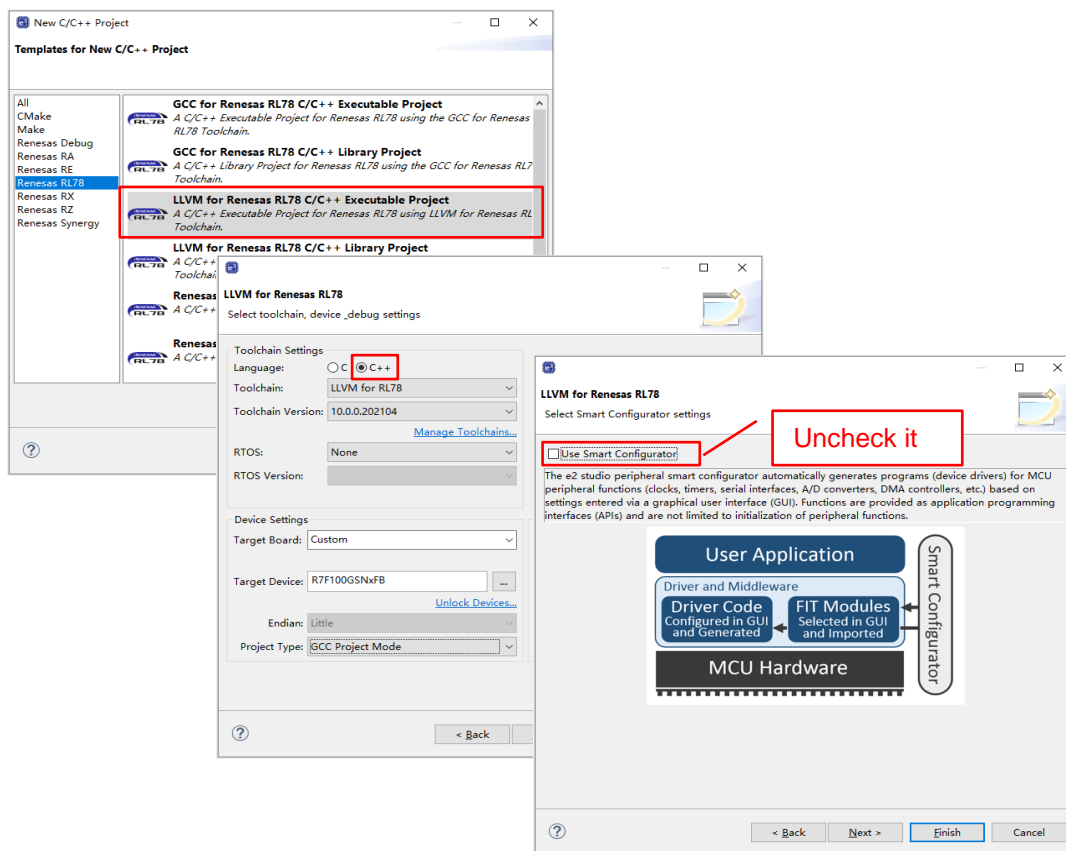 New C/C++ Project
Templates for New C/C++ Project
All
CMake
Make
Renesas Debug
Renesas RA
Renesas RE
Renesas RL78
Renesas RX
Renesas RZ
Renesas Synergy
GCC for Renesas RL78 C/C++ Executable Project
A C/C++ Executable Project for Renesas RL78 using the GCC for Renesas
RL78 Toolchain.
GCC for Renesas RL78 C/C++ Library Project
A C/C++ Library Project for Renesas RL78 using the GCC for Renesas RL7
Toolchain.
LLVM for Renesas RL78 C/C++ Executable Project
A C/C++ Executable Project for Renesas RL78 using LLVM for Renesas RL
Toolchain.
LLVM for Renesas RL78 C/C++ Library Project
A C/C++
Toolchai
Renesas
A C/C++
Renesas
A C/C++
LLVM for Renesas RL78
Select toolchain, device _debug settings
Toolchain Settings
Language: C C++
Toolchain: LLVM for RL78
Toolchain Version: 10.0.0.202104
Manage Toolchains...
RTOS: None
RTOS Version:
Device Settings
Target Board: Custom
Target Device: R7F100GSNxFB ...
Unlock Devices...
Endian: Little
Project Type: GCC Project Mode
< Back
LLVM for Renesas RL78
Select Smart Configurator settings
Uncheck it
Use Smart Configurator
The e2 studio peripheral smart configurator automatically generates programs (device drivers) for MCU
peripheral functions (clocks, timers, serial interfaces, A/D converters, DMA controllers, etc.) based on
settings entered via a graphical user interface (GUI). Functions are provided as application programming
interfaces (APIs) and are not limited to initialization of peripheral functions.
User Application
Driver and Middleware
Driver Code
Configured in GUI
and Generated
FIT Modules
Selected in GUI
and Imported
MCU Hardware
Smart Configurator
< Back Next > Finish Cancel